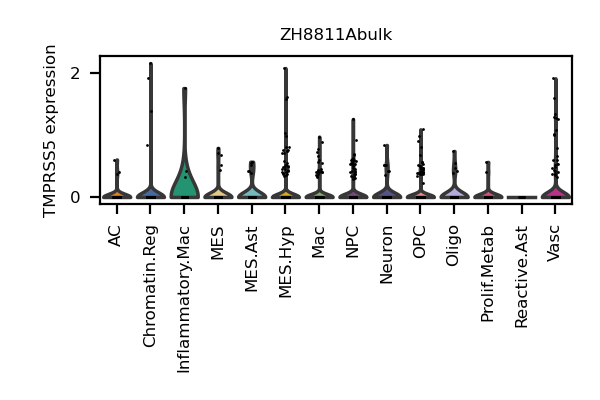 ZH8811Abulk
TMPRSS5 expression
2
0
AC
Chromatin.Reg
Inflammatory.Mac
MES
MES.Ast
MES.Hyp
Mac
NPC
Neuron
OPC
Oligo
Prolif.Metab
Reactive.Ast
Vasc